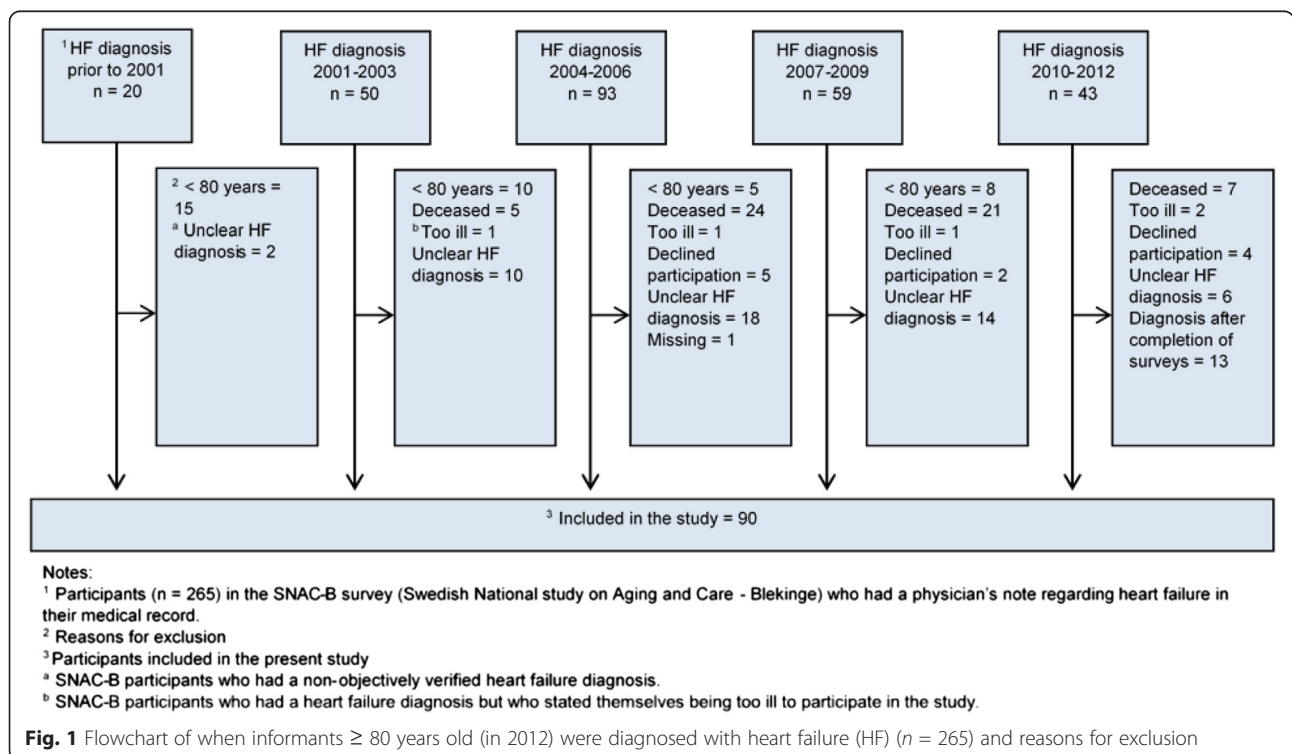 ¹ HF diagnosis
prior to 2001
n = 20
HF diagnosis
2001-2003
n = 50
HF diagnosis
2004-2006
n = 93
HF diagnosis
2007-2009
n = 59
HF diagnosis
2010-2012
n = 43
² < 80 years =
15
ᵃ Unclear HF
diagnosis = 2
< 80 years = 10
Deceased = 5
ᵇ Too ill = 1
Unclear HF
diagnosis = 10
< 80 years = 5
Deceased = 24
Too ill = 1
Declined
participation = 5
Unclear HF
diagnosis = 18
Missing = 1
< 80 years = 8
Deceased = 21
Too ill = 1
Declined
participation = 2
Unclear HF
diagnosis = 14
Deceased = 7
Too ill = 2
Declined
participation = 4
Unclear HF
diagnosis = 6
Diagnosis after
completion of
surveys = 13
³ Included in the study = 90
Notes:
¹ Participants (n = 265) in the SNAC-B survey (Swedish National study on Aging and Care - Blekinge) who had a physician's note regarding heart failure in
their medical record.
² Reasons for exclusion
³ Participants included in the present study
ᵃ SNAC-B participants who had a non-objectively verified heart failure diagnosis.
ᵇ SNAC-B participants who had a heart failure diagnosis but who stated themselves being too ill to participate in the study.
Fig. 1 Flowchart of when informants ≥ 80 years old (in 2012) were diagnosed with heart failure (HF) (n = 265) and reasons for exclusion